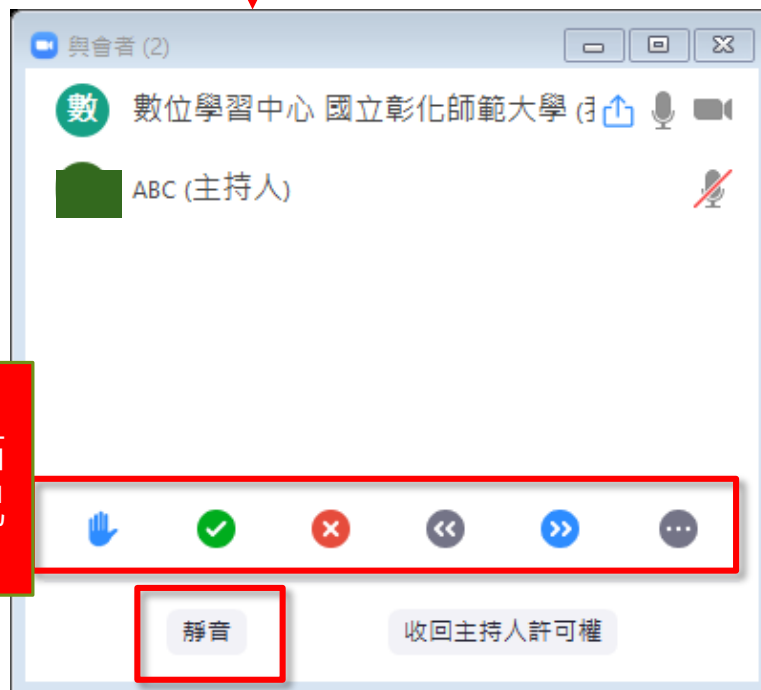 與會者 (2)
數 數位學習中心 國立彰化師範大學
ABC (主持人)
靜音
收回主持人許可權